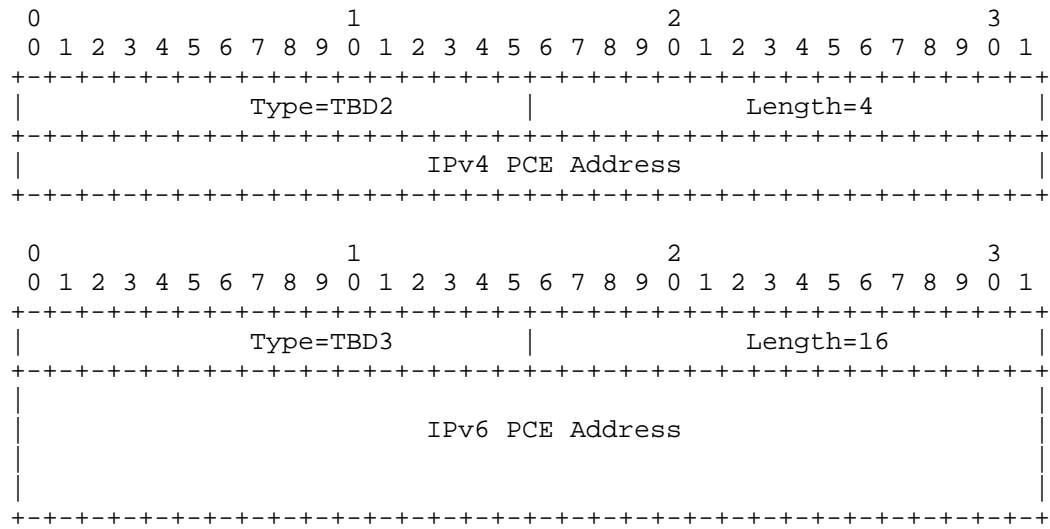 0                   1                   2                   3
 0 1 2 3 4 5 6 7 8 9 0 1 2 3 4 5 6 7 8 9 0 1 2 3 4 5 6 7 8 9 0 1
+-+-+-+-+-+-+-+-+-+-+-+-+-+-+-+-+-+-+-+-+-+-+-+-+-+-+-+-+-+-+-+-+
|              Type=TBD2        |             Length=4          |
+-+-+-+-+-+-+-+-+-+-+-+-+-+-+-+-+-+-+-+-+-+-+-+-+-+-+-+-+-+-+-+-+
|                         IPv4 PCE Address                      |
+-+-+-+-+-+-+-+-+-+-+-+-+-+-+-+-+-+-+-+-+-+-+-+-+-+-+-+-+-+-+-+-+

 0                   1                   2                   3
 0 1 2 3 4 5 6 7 8 9 0 1 2 3 4 5 6 7 8 9 0 1 2 3 4 5 6 7 8 9 0 1
+-+-+-+-+-+-+-+-+-+-+-+-+-+-+-+-+-+-+-+-+-+-+-+-+-+-+-+-+-+-+-+-+
|              Type=TBD3        |             Length=16         |
+-+-+-+-+-+-+-+-+-+-+-+-+-+-+-+-+-+-+-+-+-+-+-+-+-+-+-+-+-+-+-+-+
|                                                               |
|                         IPv6 PCE Address                      |
|                                                               |
|                                                               |
+-+-+-+-+-+-+-+-+-+-+-+-+-+-+-+-+-+-+-+-+-+-+-+-+-+-+-+-+-+-+-+-+